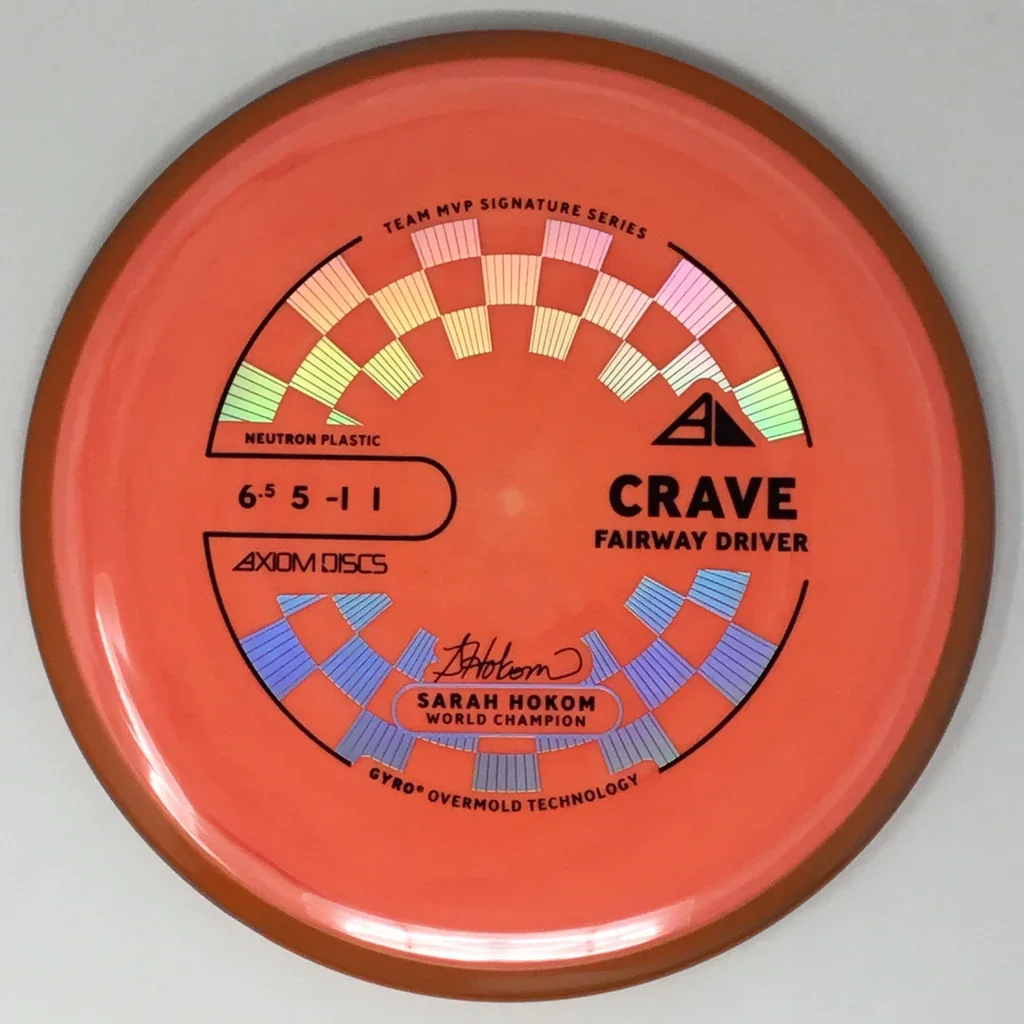 TEAM MVP SIGNATURE SERIES
NEUTRON PLASTIC
6.5 5 -1 1
AXIOM DISCS
CRAVE
FAIRWAY DRIVER
SHokom
SARAH HOKOM
WORLD CHAMPION
GYRO® OVERMOLD TECHNOLOGY